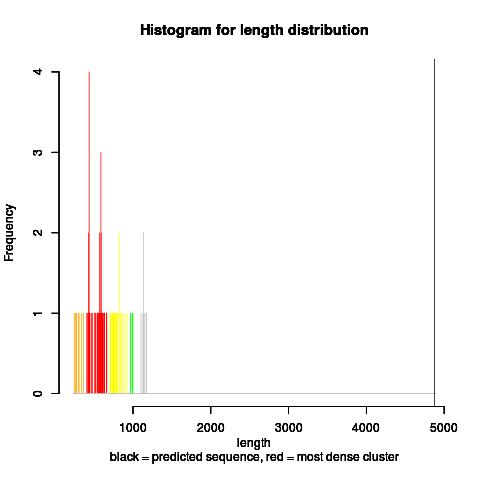 Histogram for length distribution
Frequency
4
3
2
1
0
1000 2000 3000 4000 5000
length
black = predicted sequence, red = most dense cluster